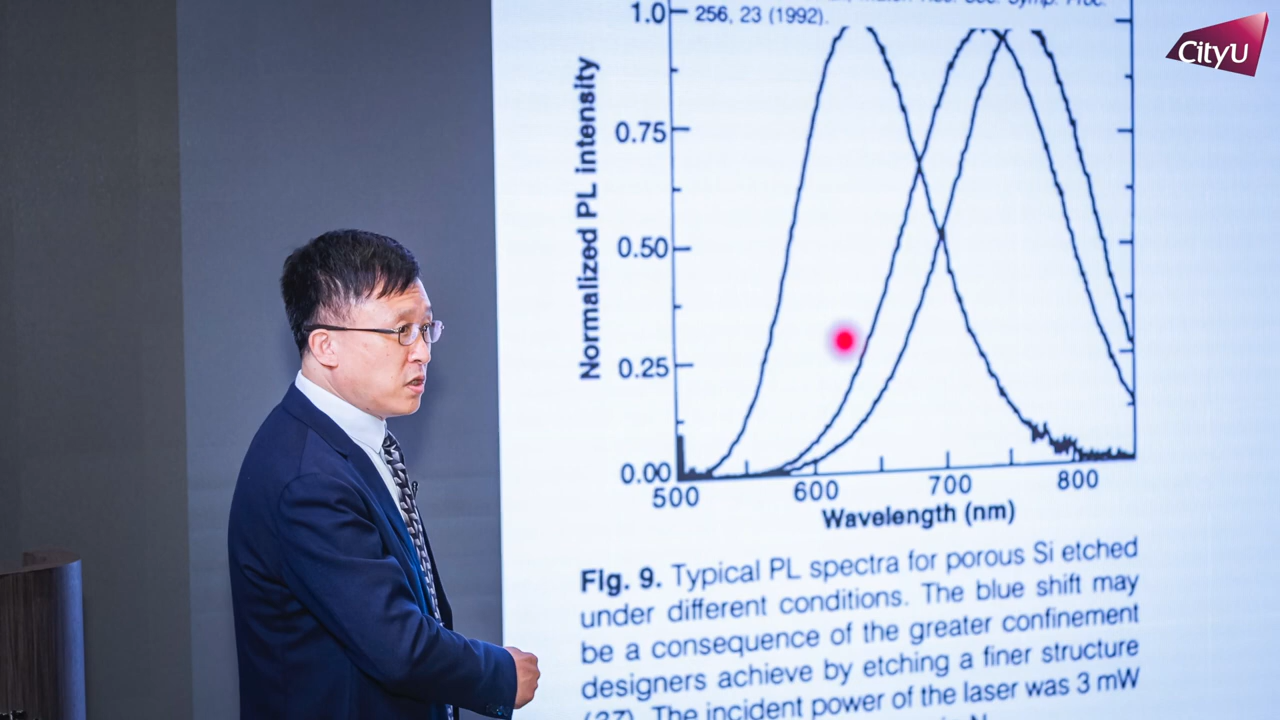 CityU
256, 23 (1992).
1.0
0.75
0.50
0.25
0.00
Normalized PL intensity
500 600 700 800
Wavelength (nm)
Fig. 9. Typical PL spectra for porous Si etched
under different conditions. The blue shift may
be a consequence of the greater confinement
designers achieve by etching a finer structure
(27). The incident power of the laser was 3 mW